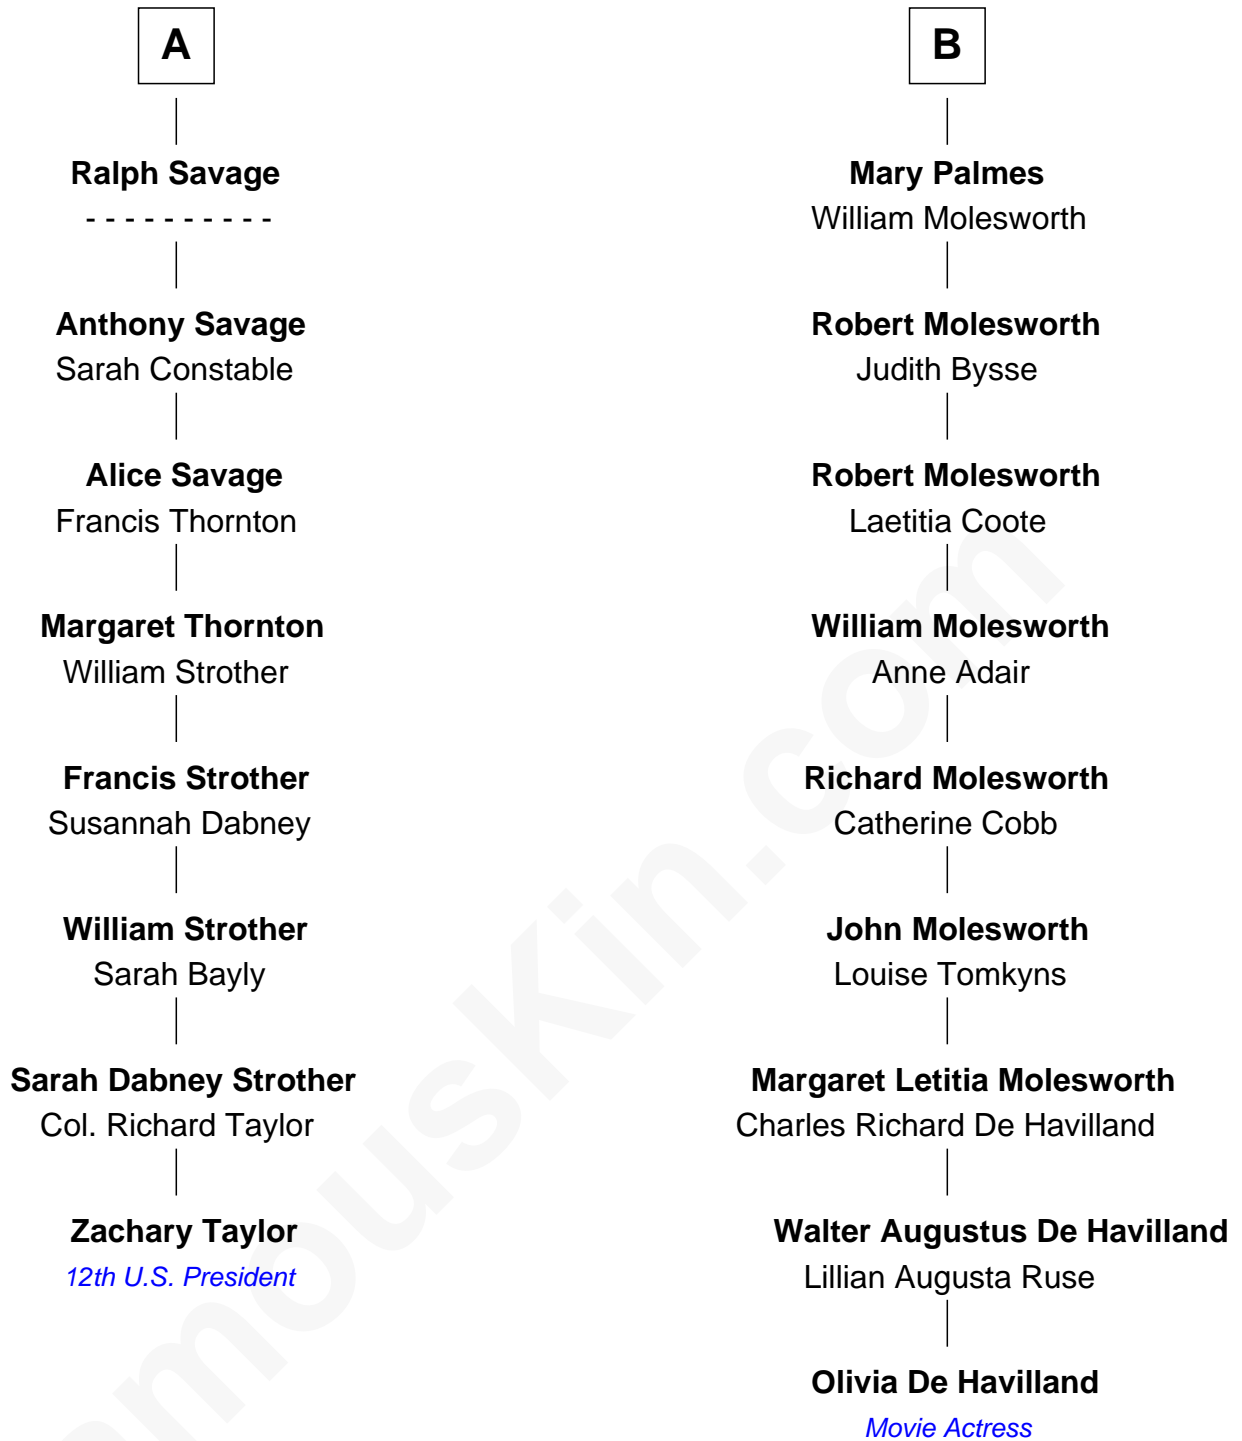 A
Ralph Savage
- - - - - - - - - -
Anthony Savage
Sarah Constable
Alice Savage
Francis Thornton
Margaret Thornton
William Strother
Francis Strother
Susannah Dabney
William Strother
Sarah Bayly
Sarah Dabney Strother
Col. Richard Taylor
Zachary Taylor
12th U.S. President
B
Mary Palmes
William Molesworth
Robert Molesworth
Judith Bysse
Robert Molesworth
Laetitia Coote
William Molesworth
Anne Adair
Richard Molesworth
Catherine Cobb
John Molesworth
Louise Tomkyns
Margaret Letitia Molesworth
Charles Richard De Havilland
Walter Augustus De Havilland
Lillian Augusta Ruse
Olivia De Havilland
Movie Actress
mousKin.com